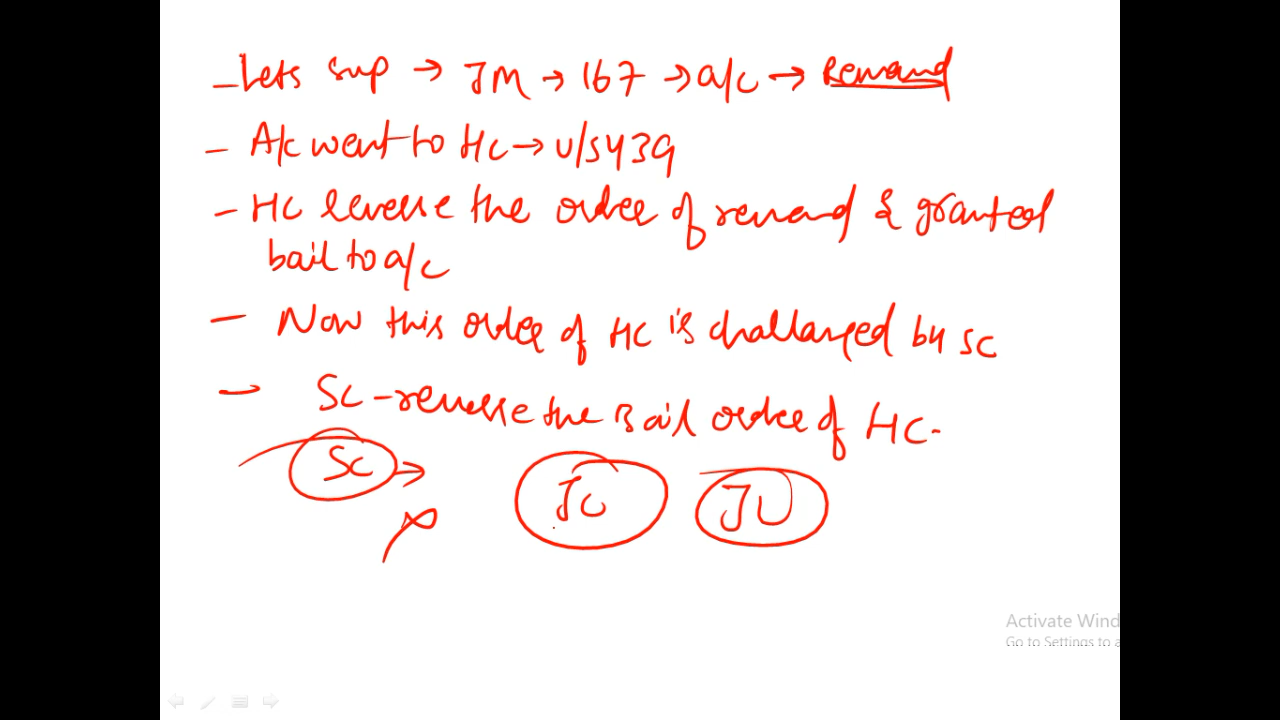 - Lets sup → JM → 167 → a/c → Remand
- A/c went to HC → U/S 439
- HC reverse the order of remand & granted
bail to a/c
- Now this order of HC is challanged by SC
- SC - reverse the Bail order of HC.
SC →
JC JU
Activate Wind
Go to Settings to a